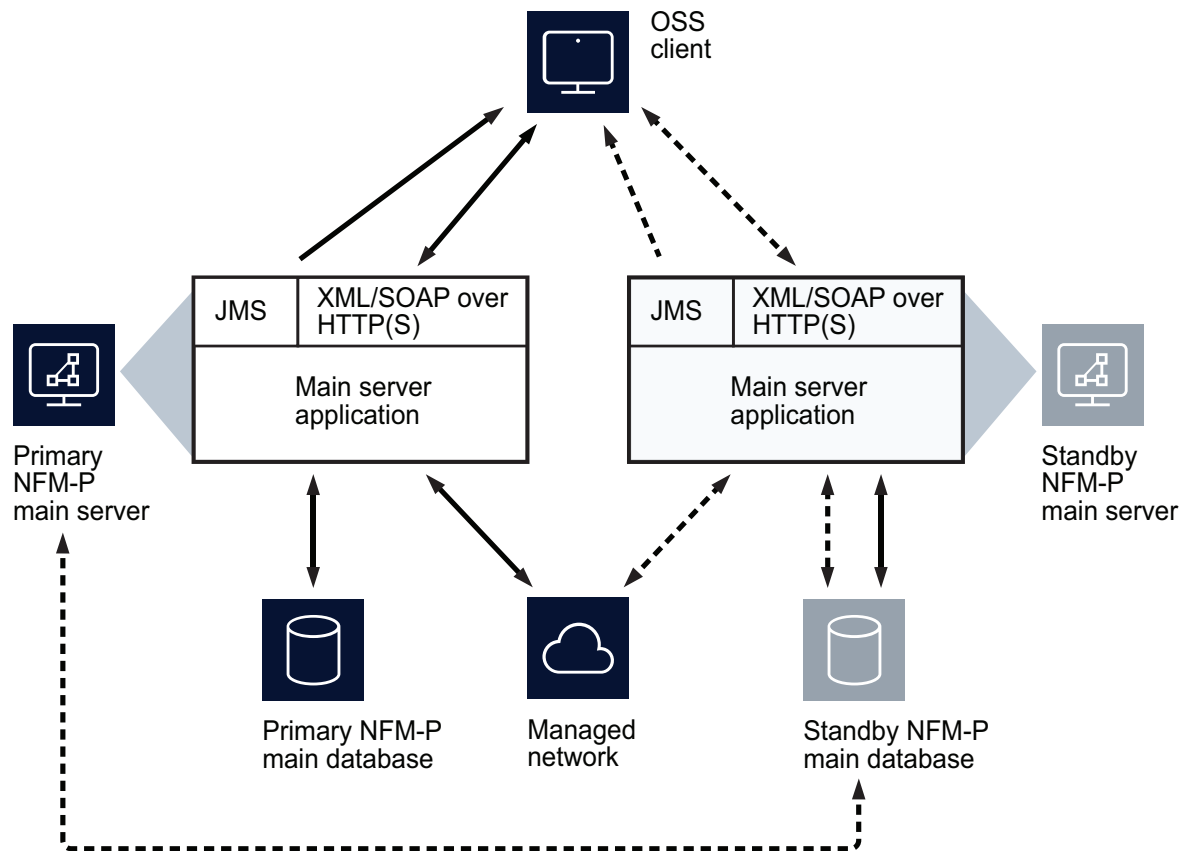 OSS
client
JMS
XML/SOAP over
HTTP(S)
Main server
application
JMS
XML/SOAP over
HTTP(S)
Main server
application
Primary
NFM-P
main server
Standby
NFM-P
main server
Primary NFM-P
main database
Managed
network
Standby NFM-P
main database